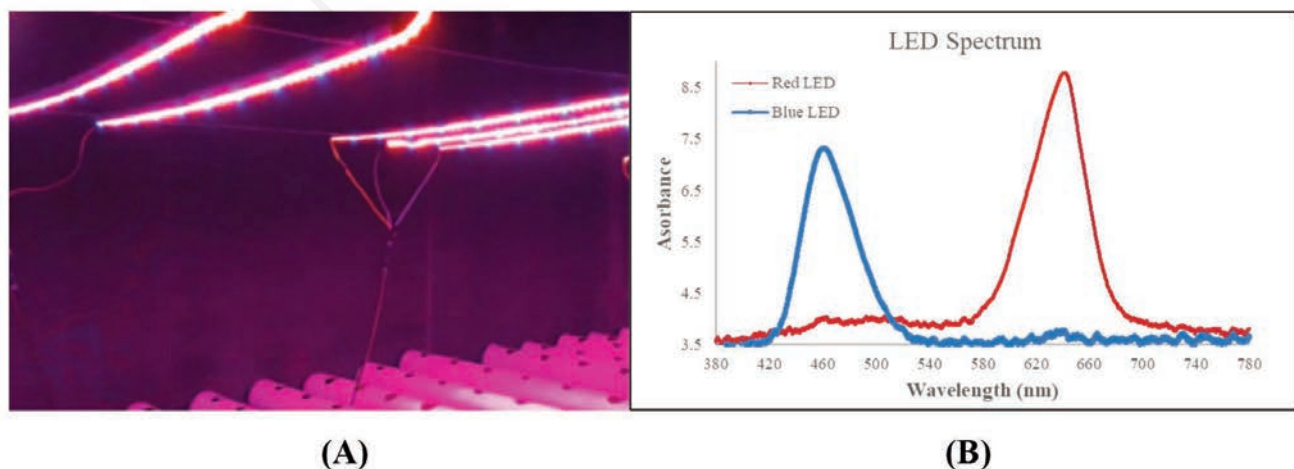 LED Spectrum
Red LED
Blue LED
8.5
7.5
6.5
5.5
4.5
3.5
Asorbance
380 420 460 500 540 580 620 660 700 740 780
Wavelength (nm)
(A) (B)